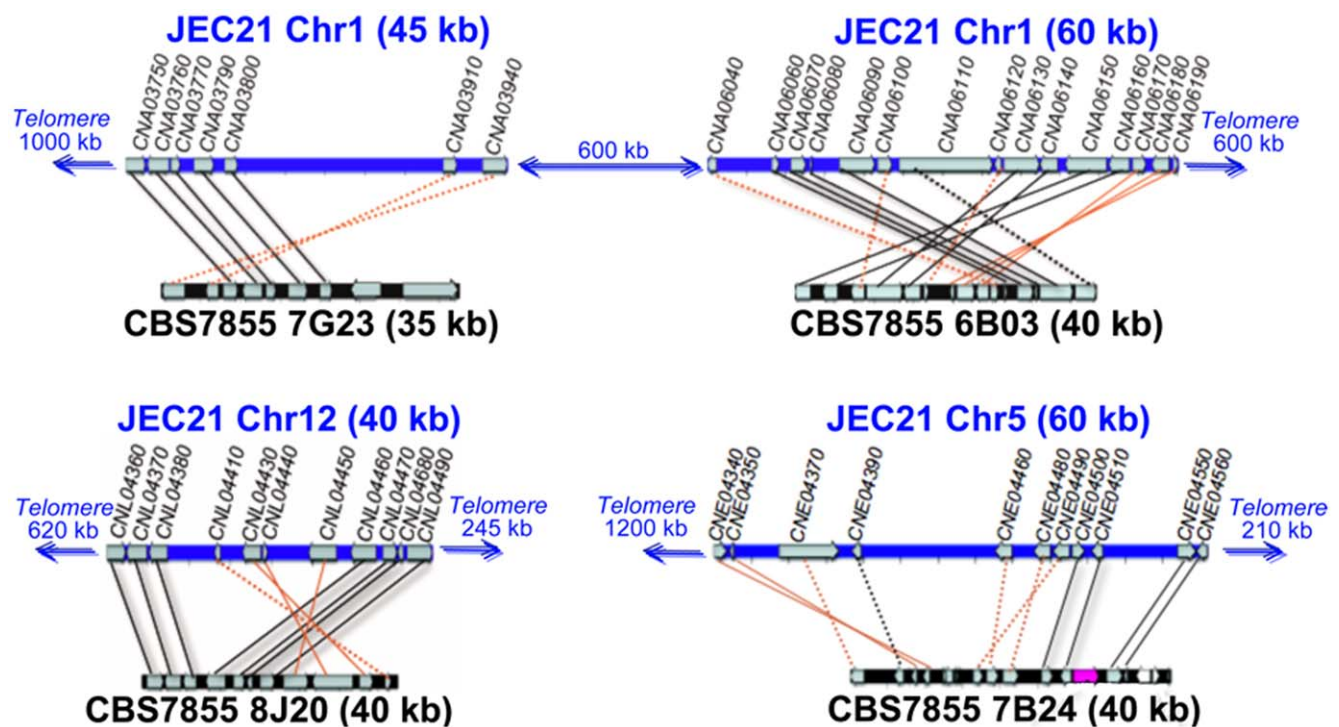 JEC21 Chr1 (45 kb)
CNA03750
CNA03760
CNA03770
CNA03790
CNA03800
CNA03910
CNA03940
Telomere
1000 kb
600 kb
CBS7855 7G23 (35 kb)
JEC21 Chr1 (60 kb)
CNA06040
CNA06060
CNA06070
CNA06080
CNA06090
CNA06100
CNA06110
CNA06120
CNA06130
CNA06140
CNA06150
CNA06160
CNA06170
CNA06180
CNA06190
Telomere
600 kb
CBS7855 6B03 (40 kb)
JEC21 Chr12 (40 kb)
CNL04360
CNL04370
CNL04380
CNL04410
CNL04430
CNL04440
CNL04450
CNL04460
CNL04470
CNL04680
CNL04490
Telomere
620 kb
Telomere
245 kb
CBS7855 8J20 (40 kb)
JEC21 Chr5 (60 kb)
CNE04340
CNE04350
CNE04370
CNE04390
CNE04460
CNE04480
CNE04490
CNE04500
CNE04510
CNE04550
CNE04560
Telomere
1200 kb
Telomere
210 kb
CBS7855 7B24 (40 kb)